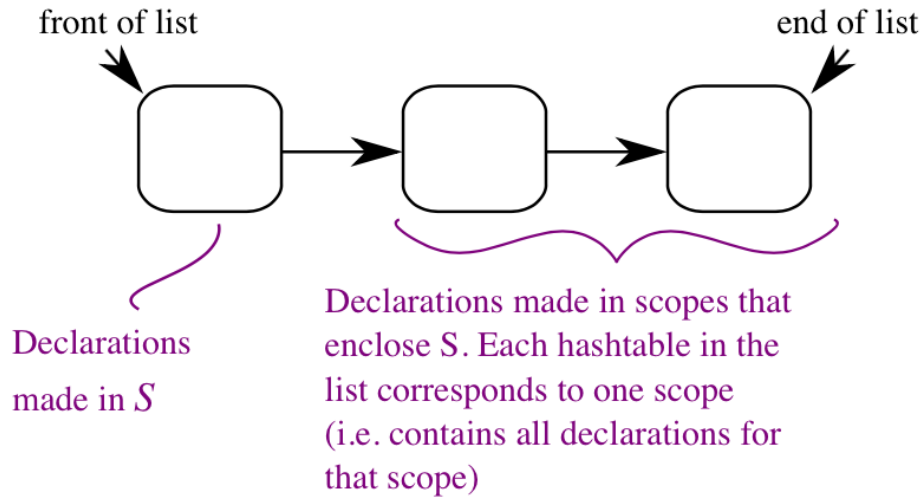 front of list
end of list
Declarations
made in S
Declarations made in scopes that
enclose S. Each hashtable in the
list corresponds to one scope
(i.e. contains all declarations for
that scope)